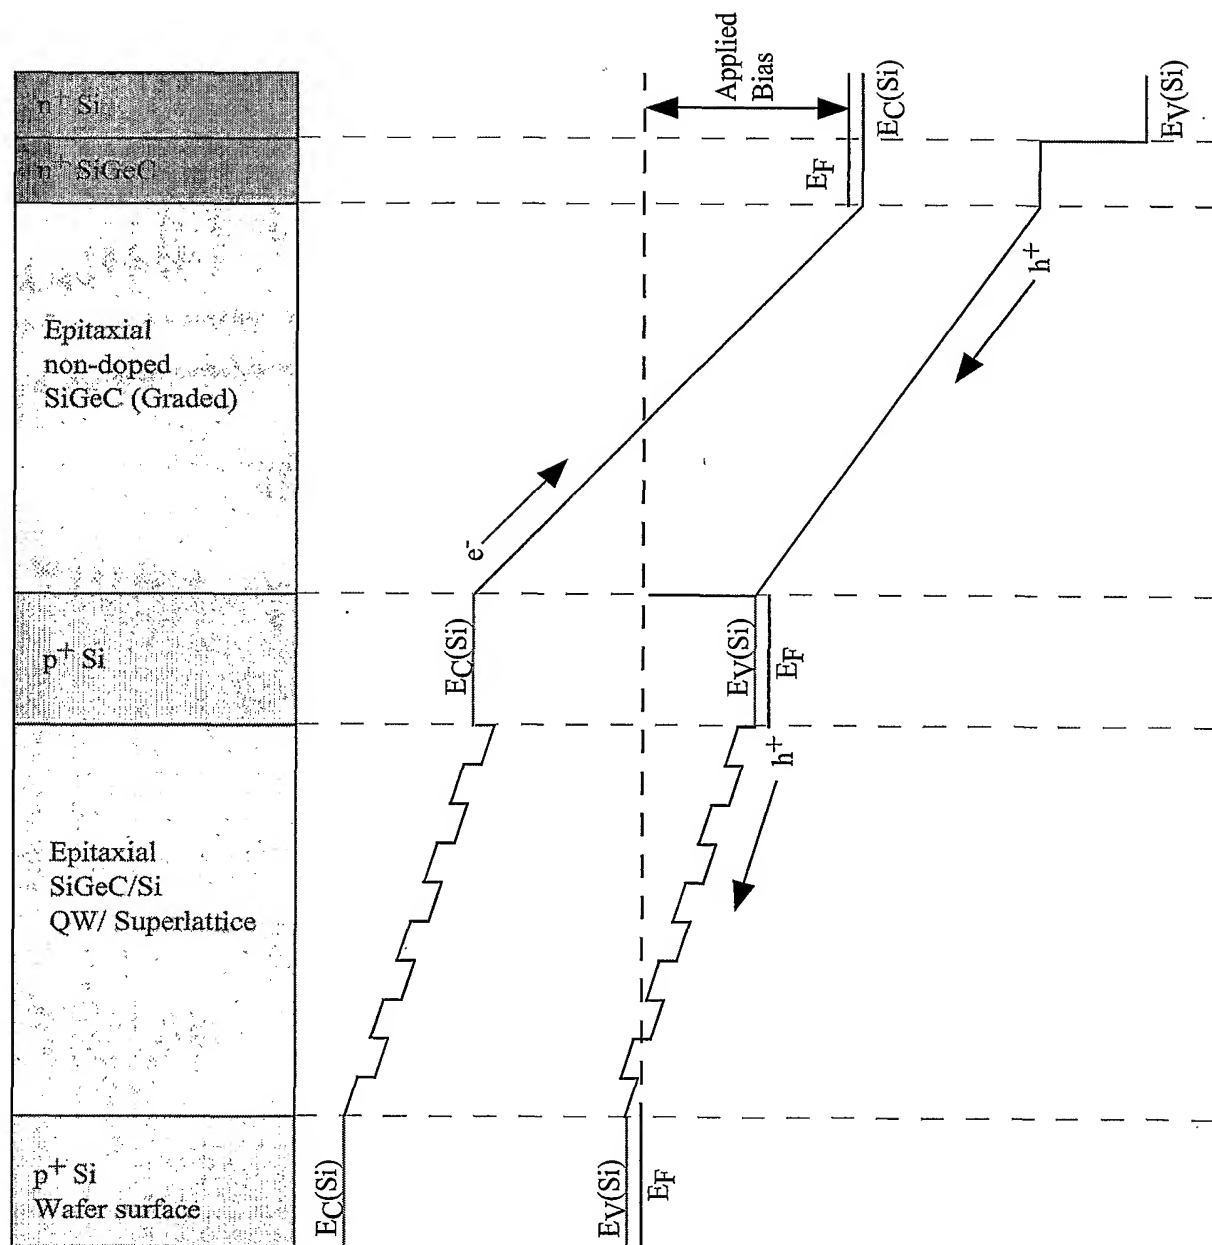 n+ Si
n+ SiGeC
Epitaxial
non-doped
SiGeC (Graded)
p+ Si
Epitaxial
SiGeC/Si
QW/ Superlattice
p+ Si
Wafer surface
Applied
Bias
EF
EC(Si)
EV(Si)
h+
e-
EC(Si)
EV(Si)
EF
h+
EC(Si)
EV(Si)
EF